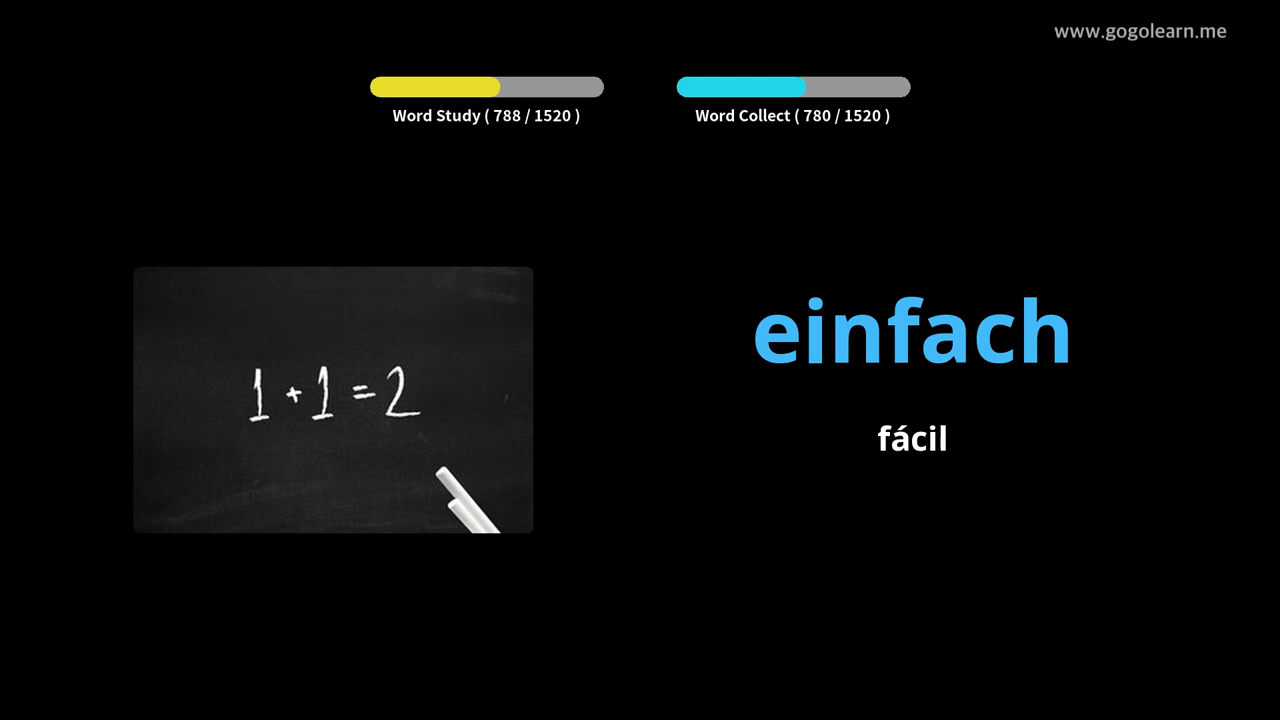 www.gogolearn.me
Word Study ( 788 / 1520 )
Word Collect ( 780 / 1520 )
1 + 1 = 2
einfach
fácil